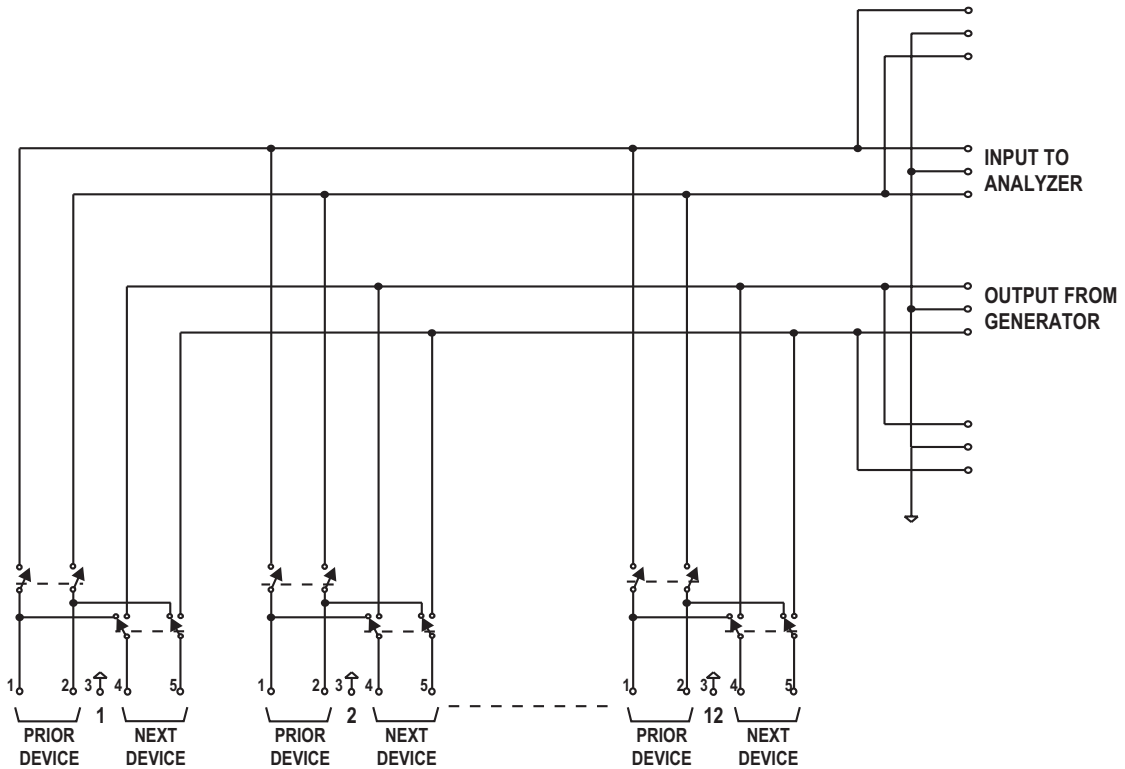 INPUT TO
ANALYZER
OUTPUT FROM
GENERATOR
1 2 3 4 5 1 2 3 4 5 1 2 3 4 5
1 2 12
PRIOR
DEVICE
NEXT
DEVICE
PRIOR
DEVICE
NEXT
DEVICE
PRIOR
DEVICE
NEXT
DEVICE